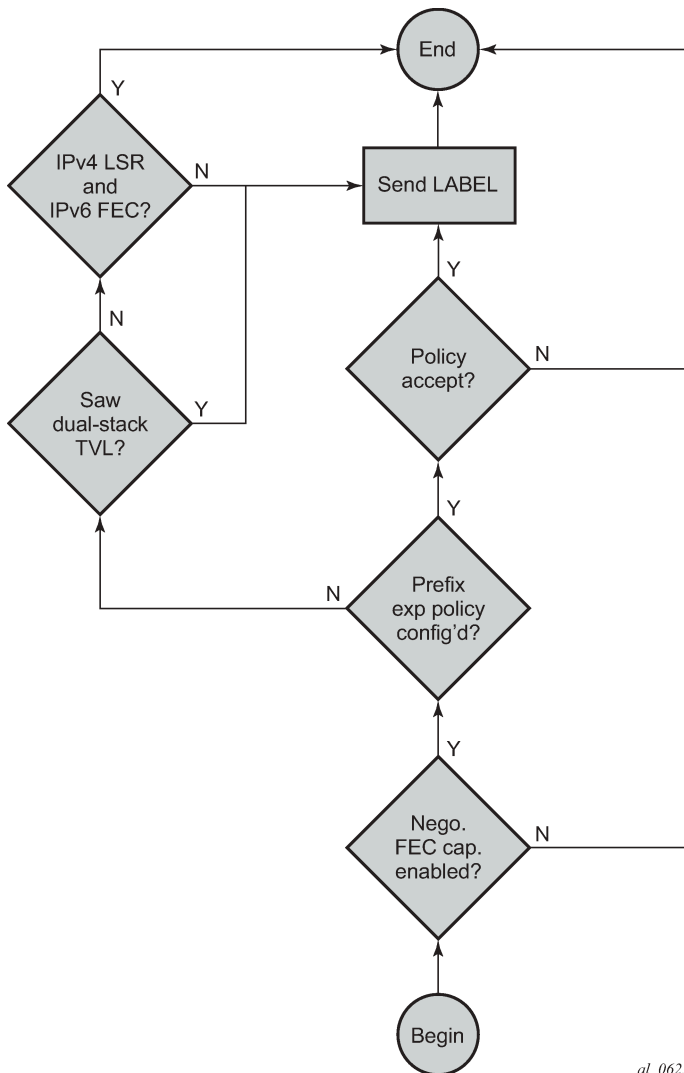 End
Y
IPv4 LSR
and
IPv6 FEC?
N
Send LABEL
Y
N
Policy
accept?
N
Saw
dual-stack
TVL?
Y
Y
N
Prefix
exp policy
config'd?
Y
Nego.
FEC cap.
enabled?
N
Begin
al_062